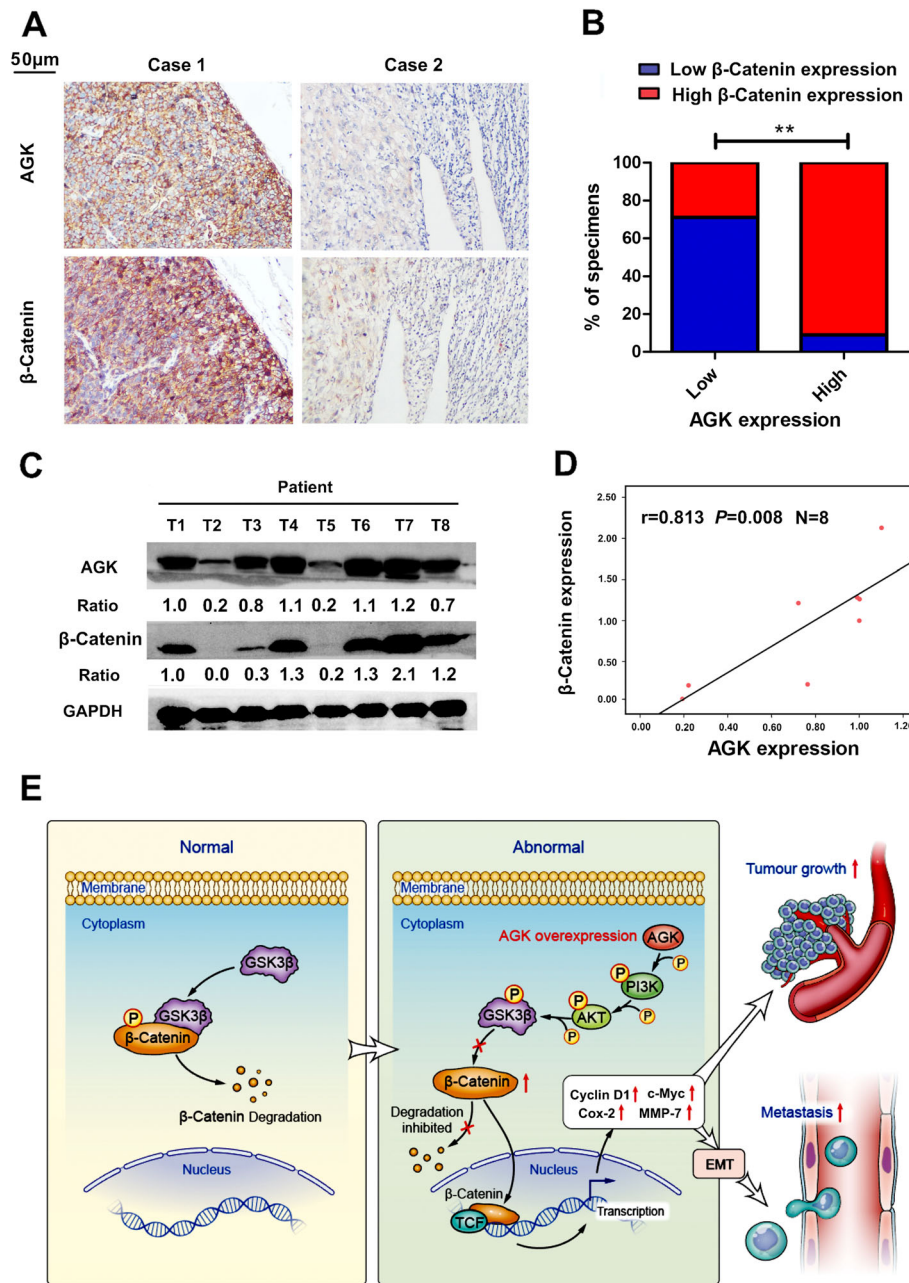 A
50µm
Case 1
Case 2
AGK
β-Catenin
B
Low β-Catenin expression
High β-Catenin expression
**
100
80
60
40
20
0
% of specimens
Low
High
AGK expression
C
Patient
T1 T2 T3 T4 T5 T6 T7 T8
AGK
Ratio 1.0 0.2 0.8 1.1 0.2 1.1 1.2 0.7
β-Catenin
Ratio 1.0 0.0 0.3 1.3 0.2 1.3 2.1 1.2
GAPDH
D
r=0.813 P=0.008 N=8
2.50
2.00
1.50
1.00
0.50
0.00
β-Catenin expression
0.00 0.20 0.40 0.60 0.80 1.00 1.20
AGK expression
E
Normal
Membrane
Cytoplasm
GSK3β
GSK3β
P
β-Catenin
β-Catenin Degradation
Nucleus
Abnormal
Membrane
Cytoplasm
AGK overexpression
AGK
P
P
PI3K
P
AKT
P
P
P
GSK3β
β-Catenin
Degradation
inhibited
Cyclin D1 c-Myc
Cox-2 MMP-7
Nucleus
β-Catenin
TCF
Transcription
EMT
Tumour growth
Metastasis